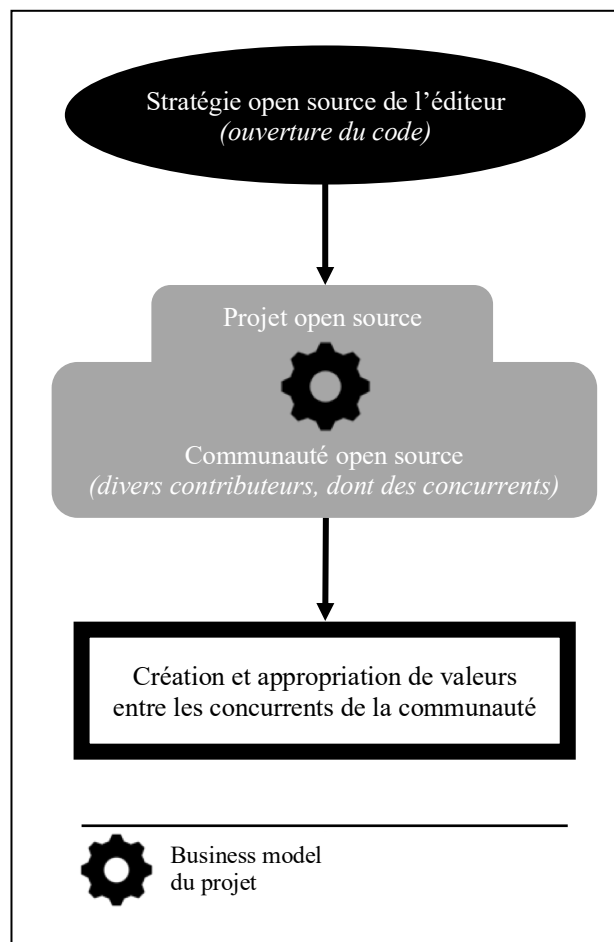 Stratégie open source de l’éditeur
(ouverture du code)
Projet open source
Communauté open source
(divers contributeurs, dont des concurrents)
Création et appropriation de valeurs
entre les concurrents de la communauté
Business model
du projet